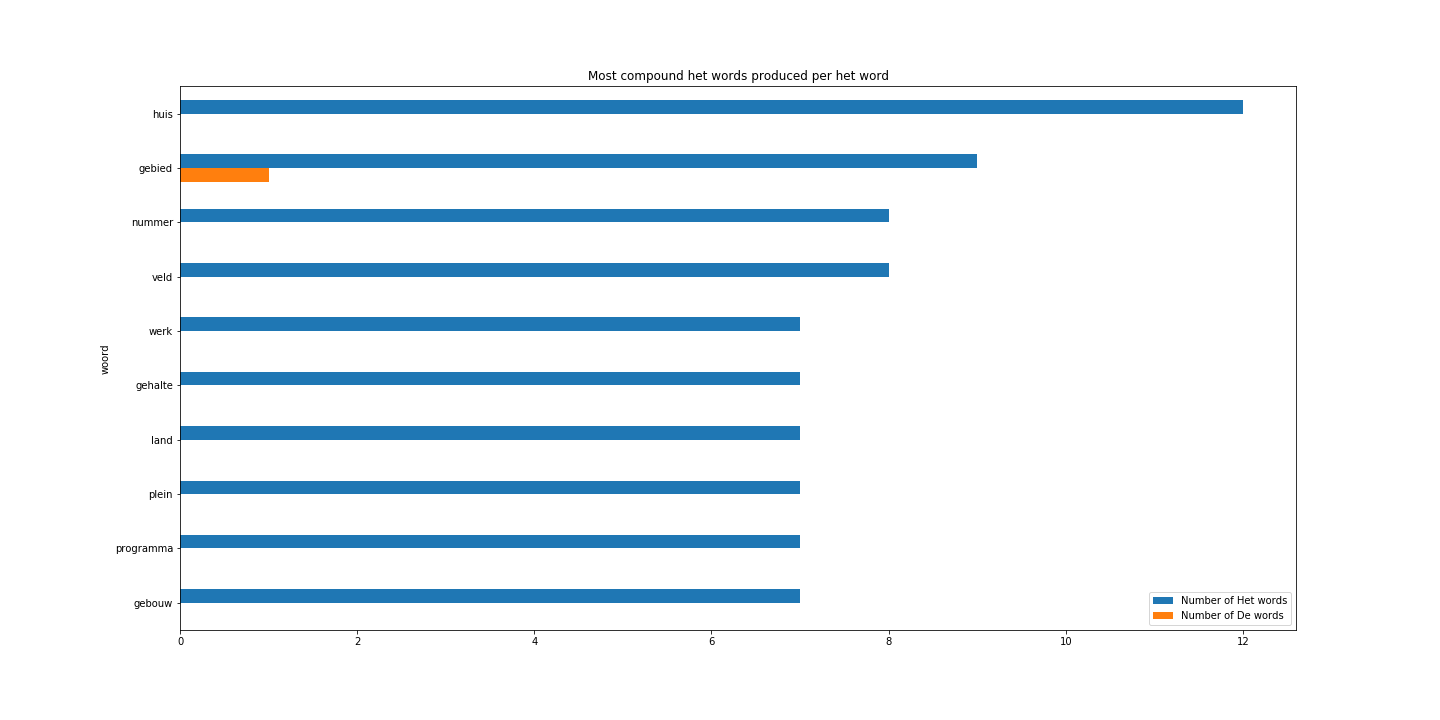 Most compound het words produced per het word
huis
gebied
nummer
veld
werk
woord
gehalte
land
plein
programma
gebouw
Number of Het words
Number of De words
0 2 4 6 8 10 12